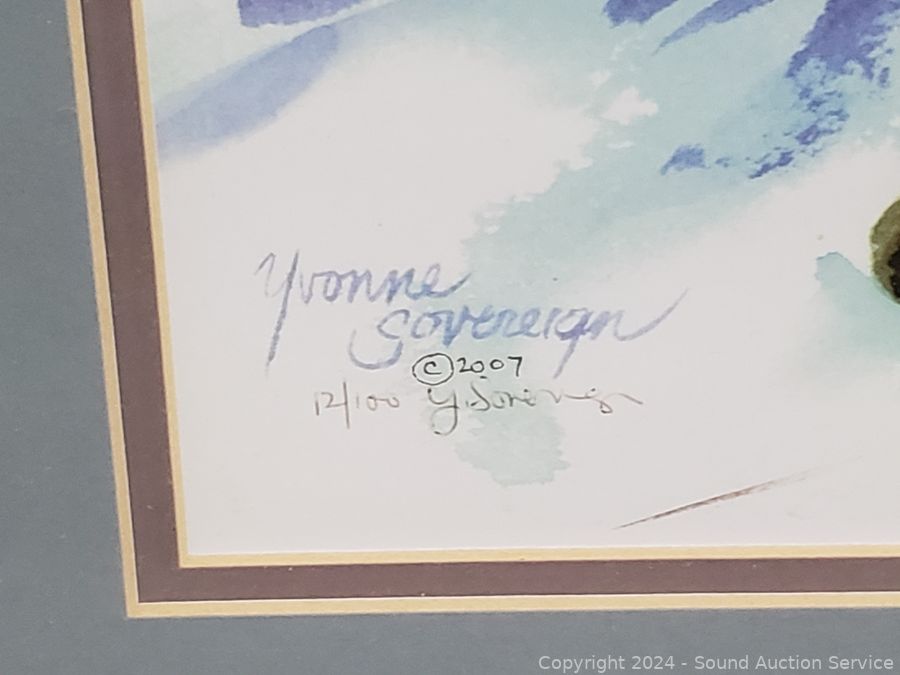 Yvonne
Sovereign
©2007
12/100 Y. Sovereign
Copyright 2024 - Sound Auction Service